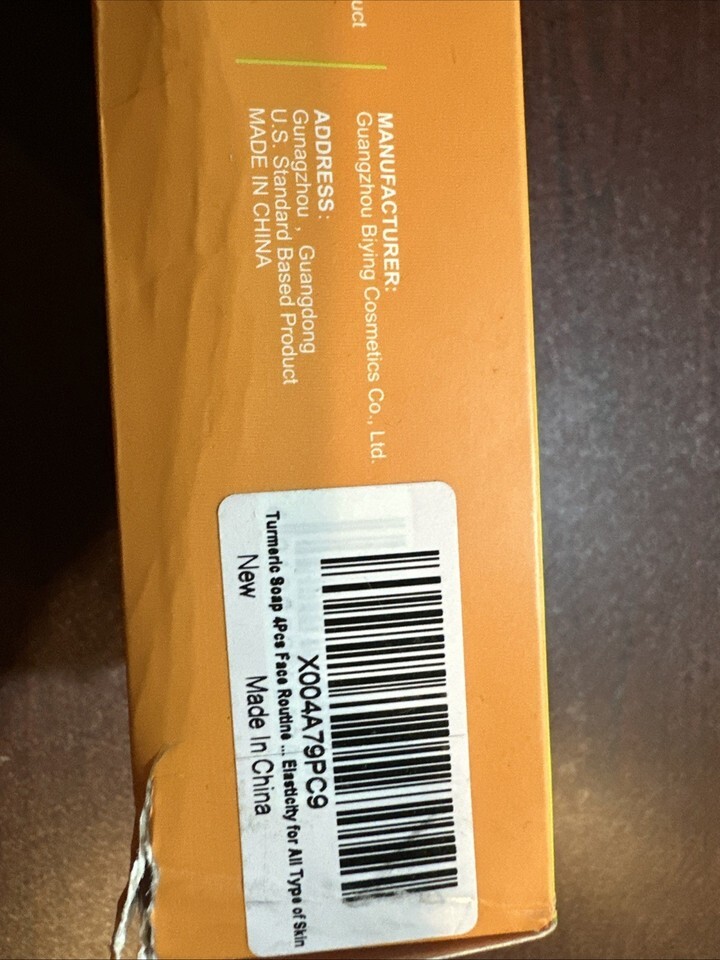 uct
MANUFACTURER:
Guangzhou Biying Cosmetics Co., Ltd.
ADDRESS:
Gunagzhou, Guangdong
U.S. Standard Based Product
MADE IN CHINA
X004A79PC9
Turmeric Soap 4Pcs Face Routine ... Elasticity for All Type of Skin
New Made In China